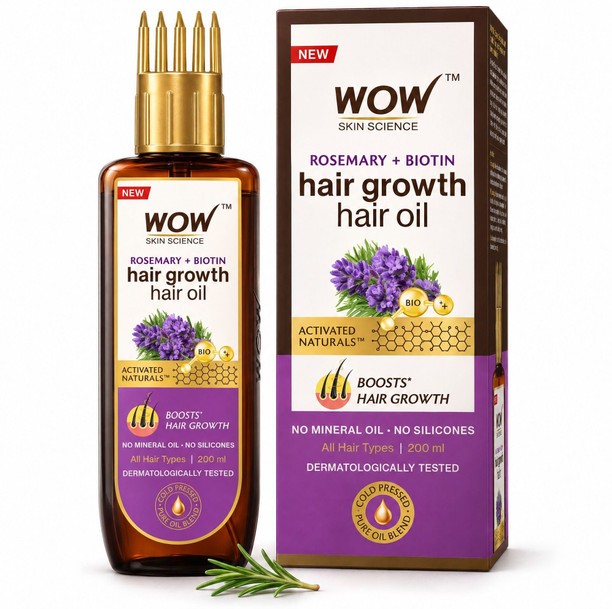 NEW
WOW™
SKIN SCIENCE
ROSEMARY + BIOTIN
hair growth
hair oil
BIO
ACTIVATED
NATURALS™
BOOSTS*
HAIR GROWTH
NO MINERAL OIL • NO SILICONES
All Hair Types | 200 ml
DERMATOLOGICALLY TESTED
COLD PRESSED
PURE OIL BLEND
NEW
WOW™
SKIN SCIENCE
ROSEMARY + BIOTIN
hair growth
hair oil
BIO
ACTIVATED
NATURALS™
BOOSTS*
HAIR GROWTH
NO MINERAL OIL • NO SILICONES
All Hair Types | 200 ml
DERMATOLOGICALLY TESTED
COLD PRESSED
PURE OIL BLEND
WOW